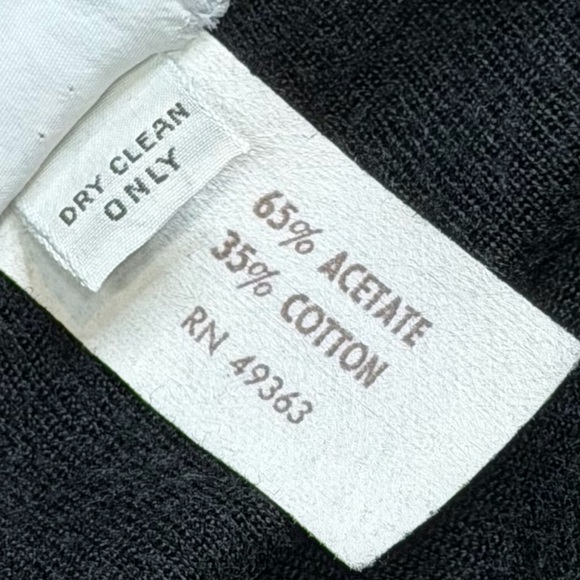 DRY CLEAN
ONLY
65% ACETATE
35% COTTON
RN 49363